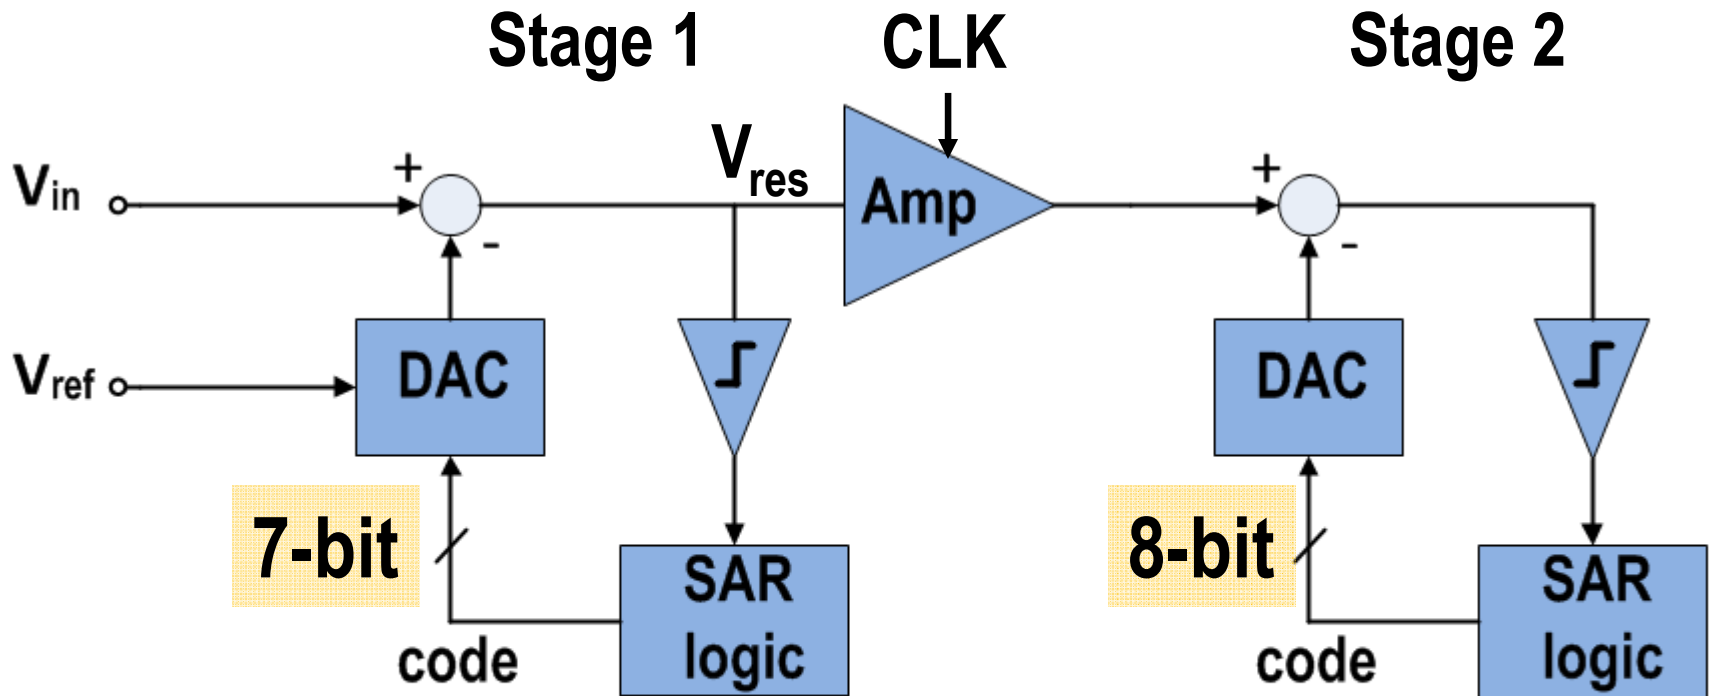 Stage 1
CLK
Stage 2
+
Vres
+
Vin
Amp
-
-
Vref
DAC
DAC
7-bit
8-bit
SAR
logic
SAR
logic
code
code